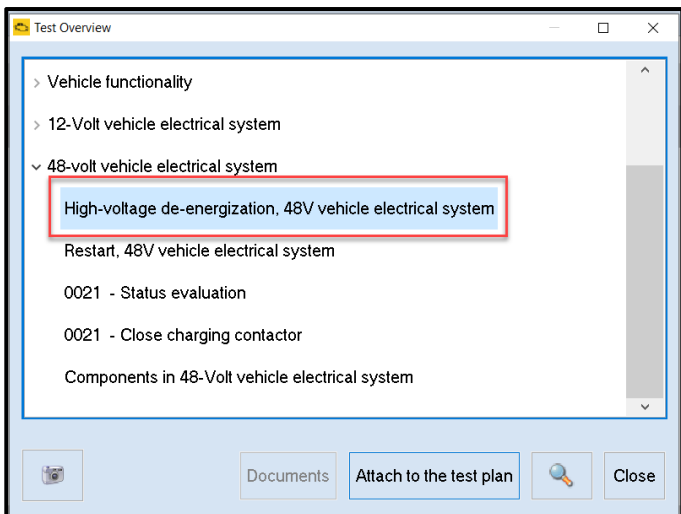 Test Overview
Vehicle functionality
12-Volt vehicle electrical system
48-volt vehicle electrical system
High-voltage de-energization, 48V vehicle electrical system
Restart, 48V vehicle electrical system
0021 - Status evaluation
0021 - Close charging contactor
Components in 48-Volt vehicle electrical system
Documents
Attach to the test plan
Close